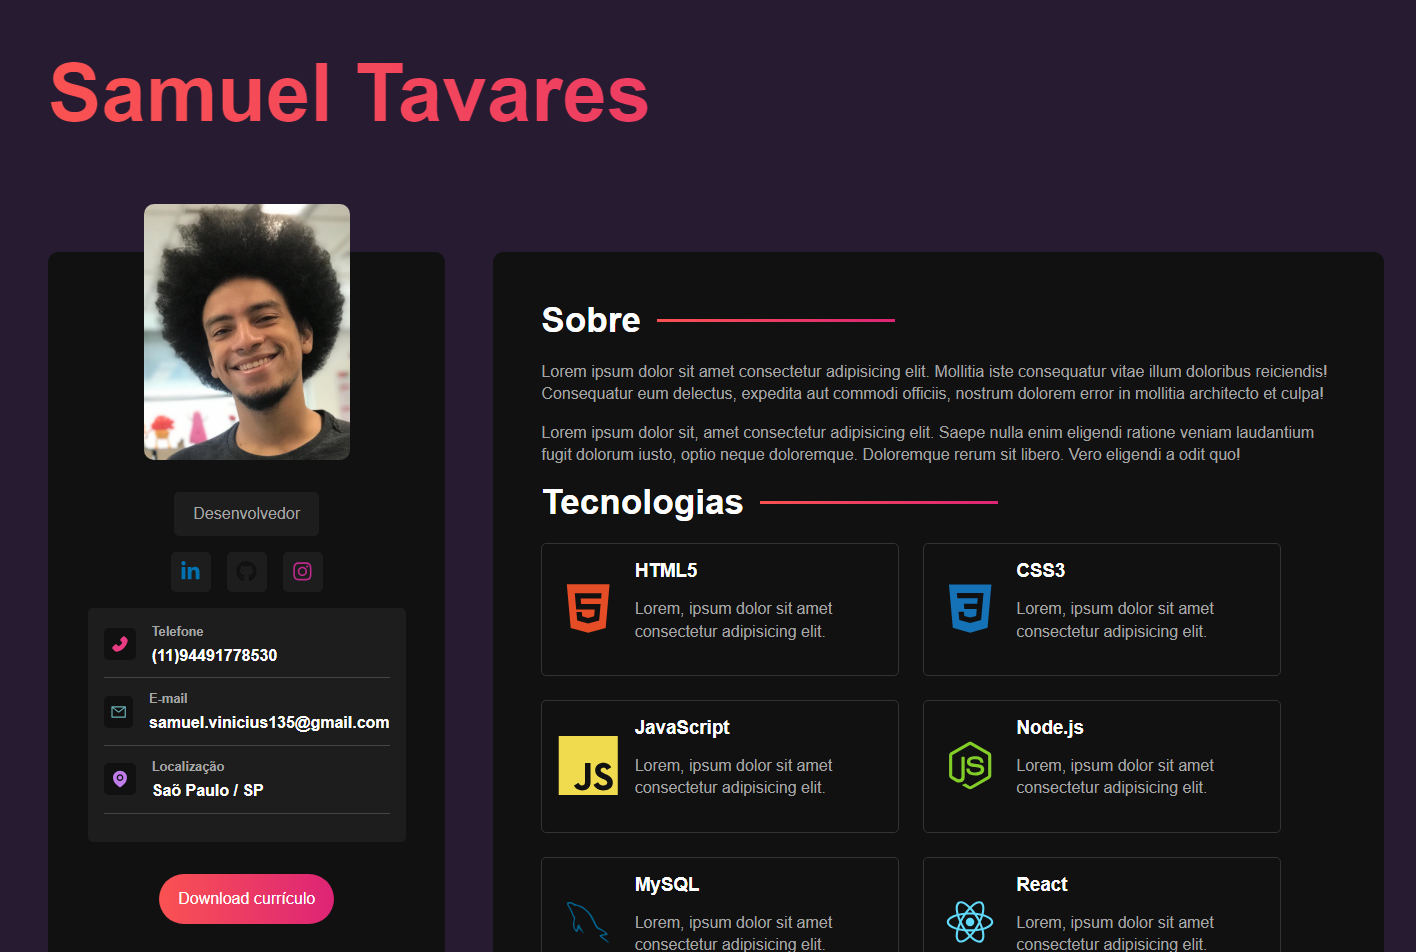 Samuel Tavares
Desenvolvedor
Telefone
(11)94491778530
E-mail
samuel.vinicius135@gmail.com
Localização
Saõ Paulo / SP
Download currículo
Sobre
Lorem ipsum dolor sit amet consectetur adipisicing elit. Mollitia iste consequatur vitae illum doloribus reiciendis!
Consequatur eum delectus, expedita aut commodi officiis, nostrum dolorem error in mollitia architecto et culpa!
Lorem ipsum dolor sit, amet consectetur adipisicing elit. Saepe nulla enim eligendi ratione veniam laudantium
fugit dolorum iusto, optio neque doloremque. Doloremque rerum sit libero. Vero eligendi a odit quo!
Tecnologias
HTML5
Lorem, ipsum dolor sit amet
consectetur adipisicing elit.
CSS3
Lorem, ipsum dolor sit amet
consectetur adipisicing elit.
JS
JavaScript
Lorem, ipsum dolor sit amet
consectetur adipisicing elit.
JS
Node.js
Lorem, ipsum dolor sit amet
consectetur adipisicing elit.
MySQL
Lorem, ipsum dolor sit amet
consectetur adipisicing elit.
React
Lorem, ipsum dolor sit amet
consectetur adipisicing elit.